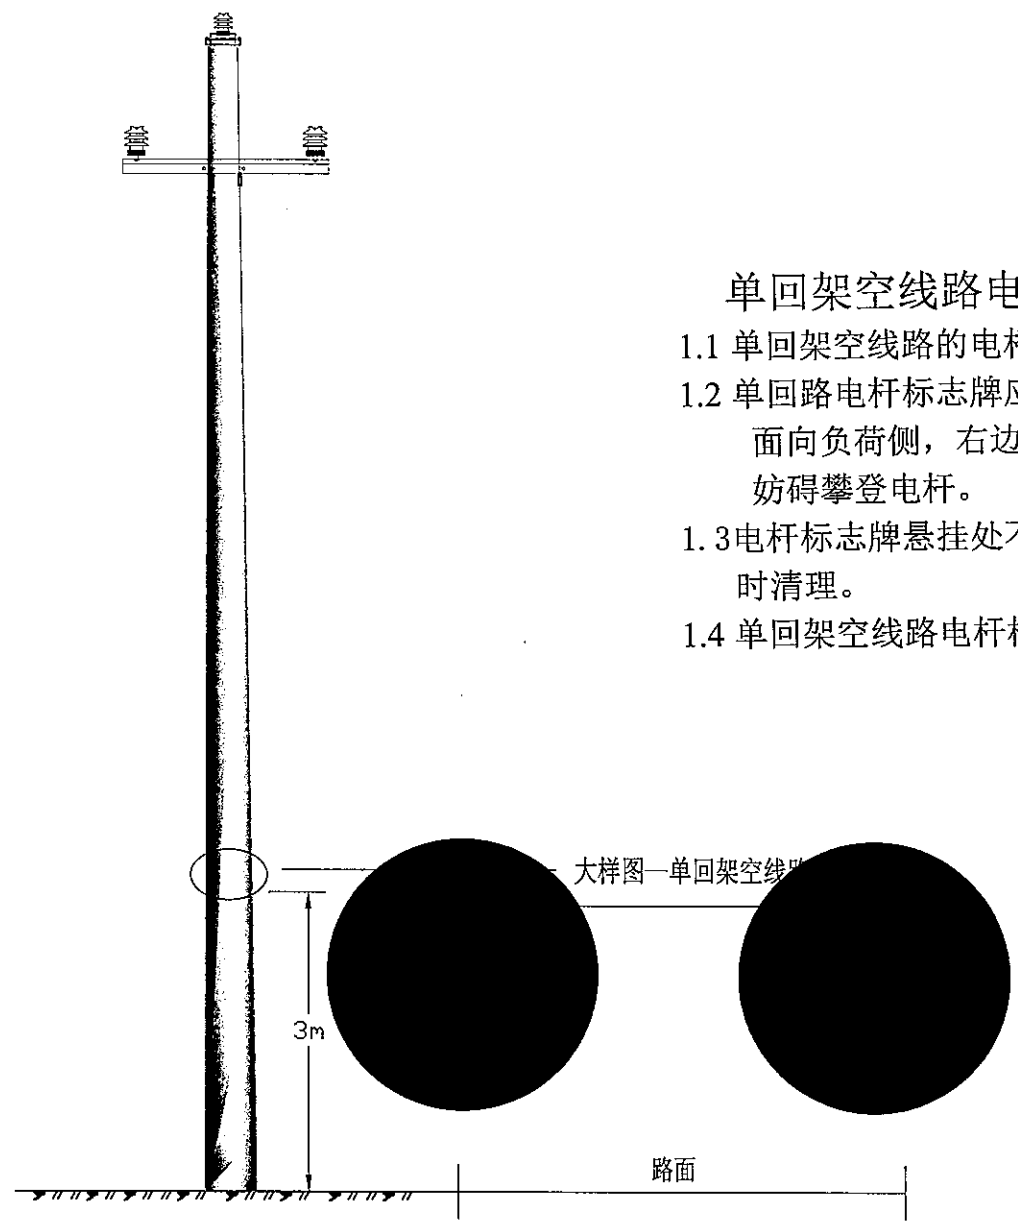 单回架空线路电
1.1 单回架空线路的电杆
1.2 单回路电杆标志牌应
面向负荷侧，右边
妨碍攀登电杆。
1. 3电杆标志牌悬挂处不
时清理。
1.4 单回架空线路电杆标
大样图—单回架空线路
3m
路面